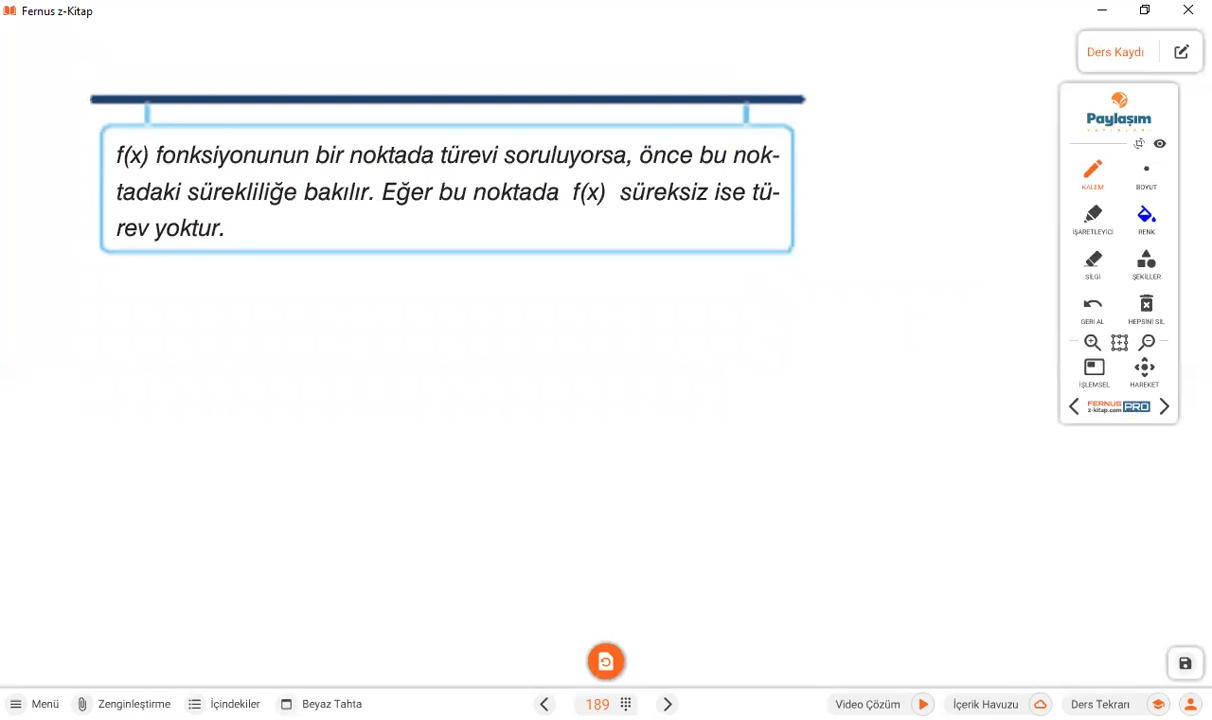 Fernus z-Kitap
Ders Kaydı
f(x) fonksiyonunun bir noktada türevi soruluyorsa, önce bu nok-
tadaki sürekliliğe bakılır. Eğer bu noktada f(x) süreksiz ise tü-
rev yoktur.
Paylaşım
YAYINLARI
KALEM
BOYUT
İŞARETLEYİCİ
RENK
SİLGİ
ŞEKİLLER
GERİ AL
HEPSİNİ SİL
İŞLEMSEL
HAREKET
FERNUS
z-kitap.com PRO
Menü
Zenginleştirme
İçindekiler
Beyaz Tahta
189
Video Çözüm
İçerik Havuzu
Ders Tekrarı